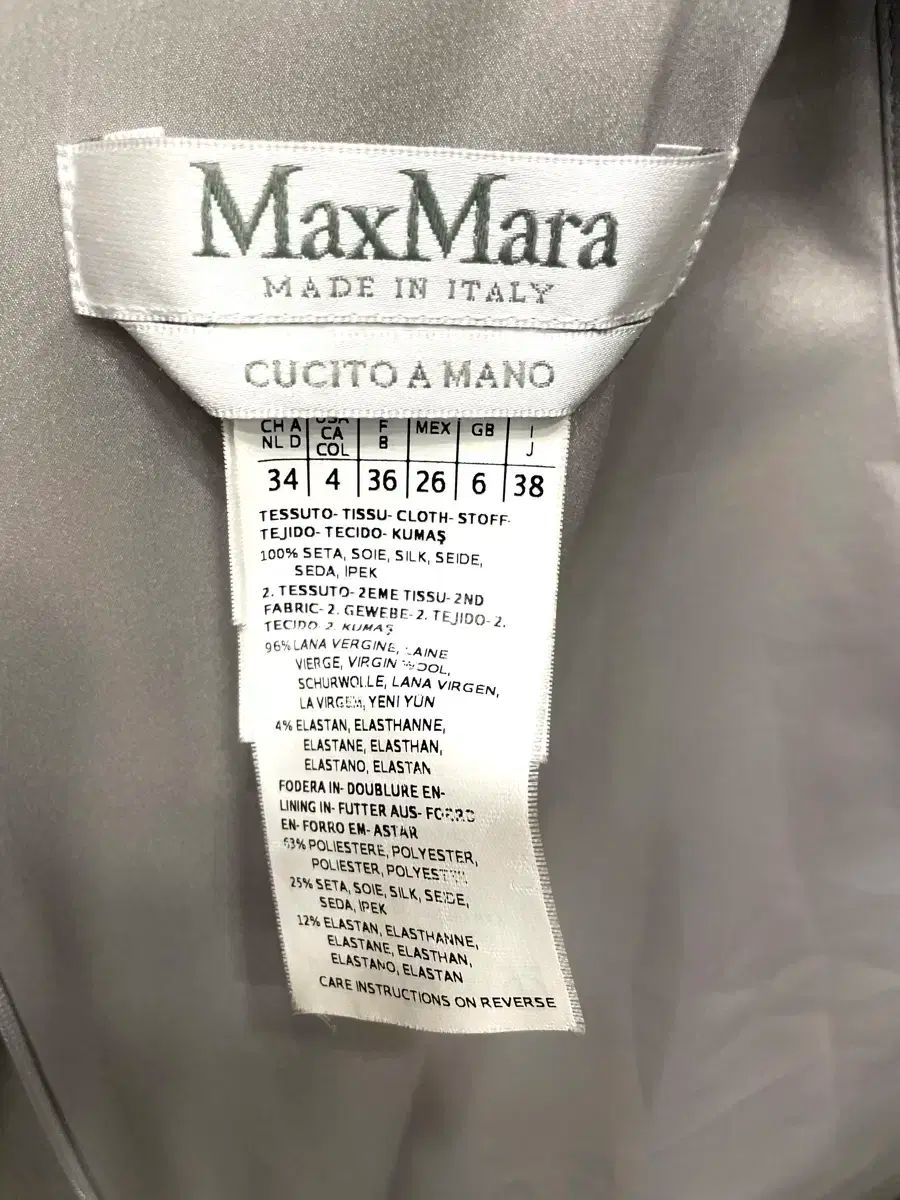 MaxMara
MADE IN ITALY
CUCITO A MANO
CH A USA F MEX GB I
NL D CA B J
COL
34 4 36 26 6 38
TESSUTO- TISSU- CLOTH- STOFF-
TEJIDO- TECIDO- KUMAŞ
100% SETA, SOIE, SILK, SEIDE,
SEDA, IPEK
2. TESSUTO- 2EME TISSU- 2ND
FABRIC- 2. GEWEBE- 2. TEJIDO- 2.
TECIDO- 2. KUMAŞ
96% LANA VERGINE, LAINE
VIERGE, VIRGIN WOOL,
SCHURWOLLE, LANA VIRGEN,
LA VIRGEM, YENI YÜN
4% ELASTAN, ELASTHANNE,
ELASTANE, ELASTHAN,
ELASTANO, ELASTAN
FODERA IN- DOUBLURE EN-
LINING IN- FUTTER AUS- FORRO
EN- FORRO EM- ASTAR
63% POLIESTERE, POLYESTER,
POLIESTER, POLYESTER
25% SETA, SOIE, SILK, SEIDE,
SEDA, IPEK
12% ELASTAN, ELASTHANNE,
ELASTANE, ELASTHAN,
ELASTANO, ELASTAN
CARE INSTRUCTIONS ON REVERSE